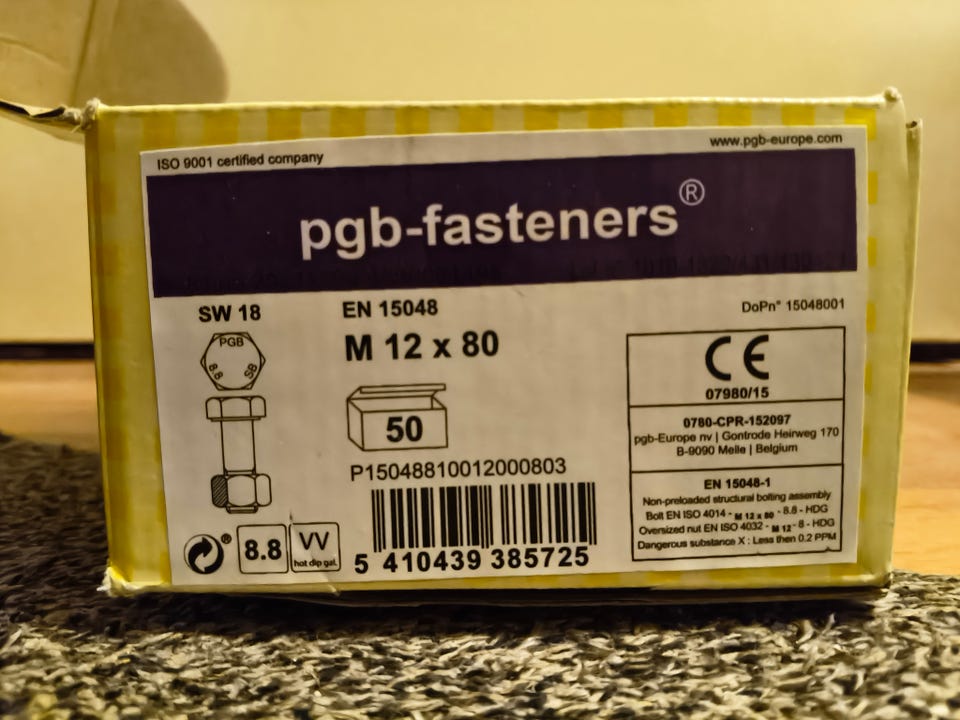 ISO 9001 certified company
www.pgb-europe.com
pgb-fasteners®
SW 18
EN 15048
DoPn° 15048001
PGB
8.8
SB
M 12 x 80
CE
07980/15
50
0780-CPR-152097
pgb-Europe nv | Gontrode Heirweg 170
B-9090 Melle | Belgium
P15048810012000803
EN 15048-1
Non-preloaded structural bolting assembly
Bolt EN ISO 4014 - M 12 x 80 - 8.8 - HDG
Oversized nut EN ISO 4032 - M 12 - 8 - HDG
Dangerous substance X : Less then 0.2 PPM
®
8.8
VV
hot dip gal.
5 410439 385725